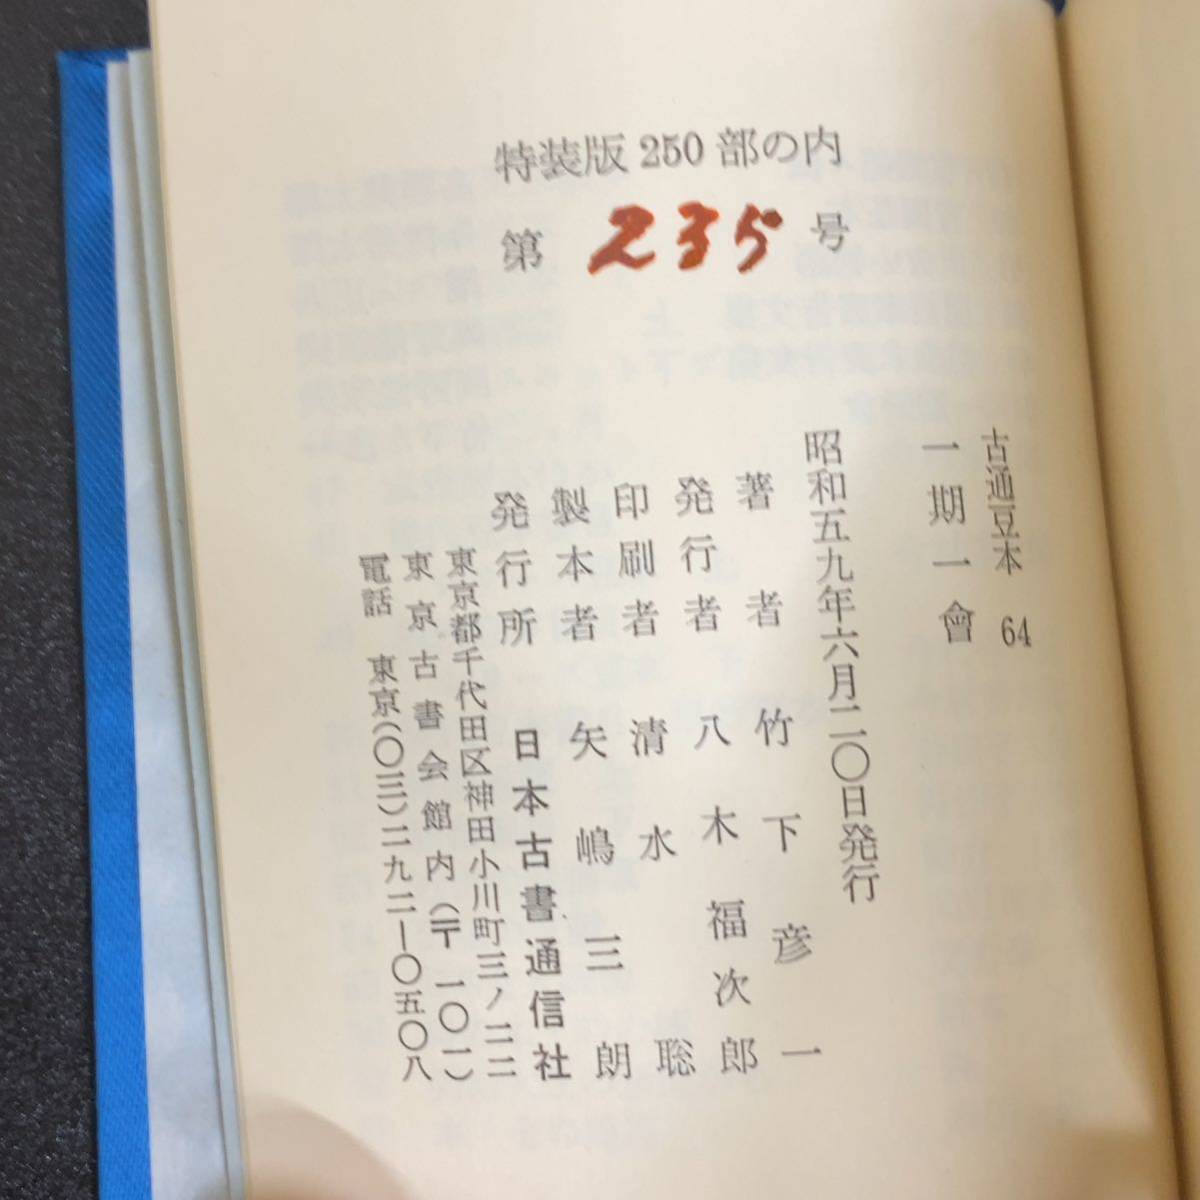 特装版 250 部の内
第 235 号
古通豆本 64
一期一會
昭和五九年六月二〇日発行
著者 竹下彦一
発行者 八木福次郎
印刷者 清水聡
製本者 矢嶋三朗
発行所 日本古書通信社
東京都千代田区神田小川町三ノ二二
東京古書会館内(〒一〇一)
電話 東京(〇三)二九二―〇五〇八